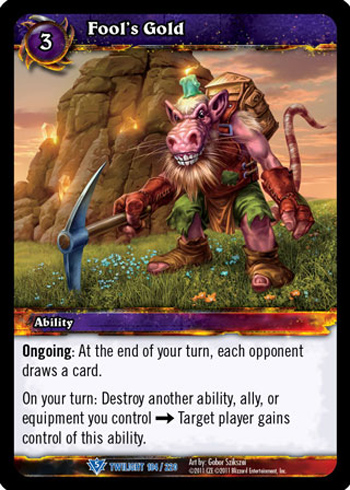 3
Fool's Gold
Ability
Ongoing: At the end of your turn, each opponent
draws a card.
On your turn: Destroy another ability, ally, or
equipment you control ➞ Target player gains
control of this ability.
TWILIGHT 104/220
Art by: Gabor Szikszai
©2011 CZE ©2011 Blizzard Entertainment, Inc.